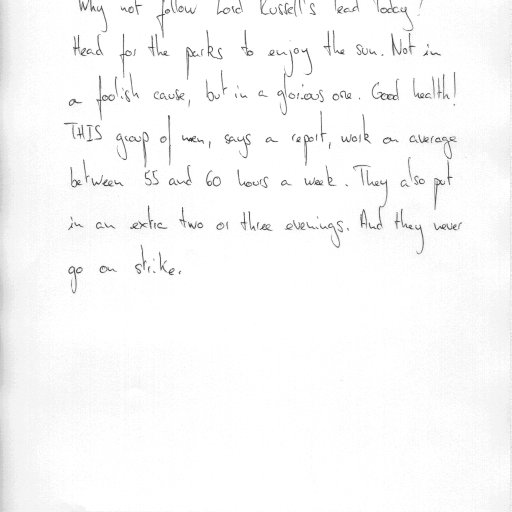 Why not follow Lord Russell's lead today?
Head for the parks to enjoy the sun. Not in
a foolish cause, but in a glorious one. Good health!
THIS group of men, says a report, work on average
between 55 and 60 hours a week. They also put
in an extra two or three evenings. And they never
go on strike.